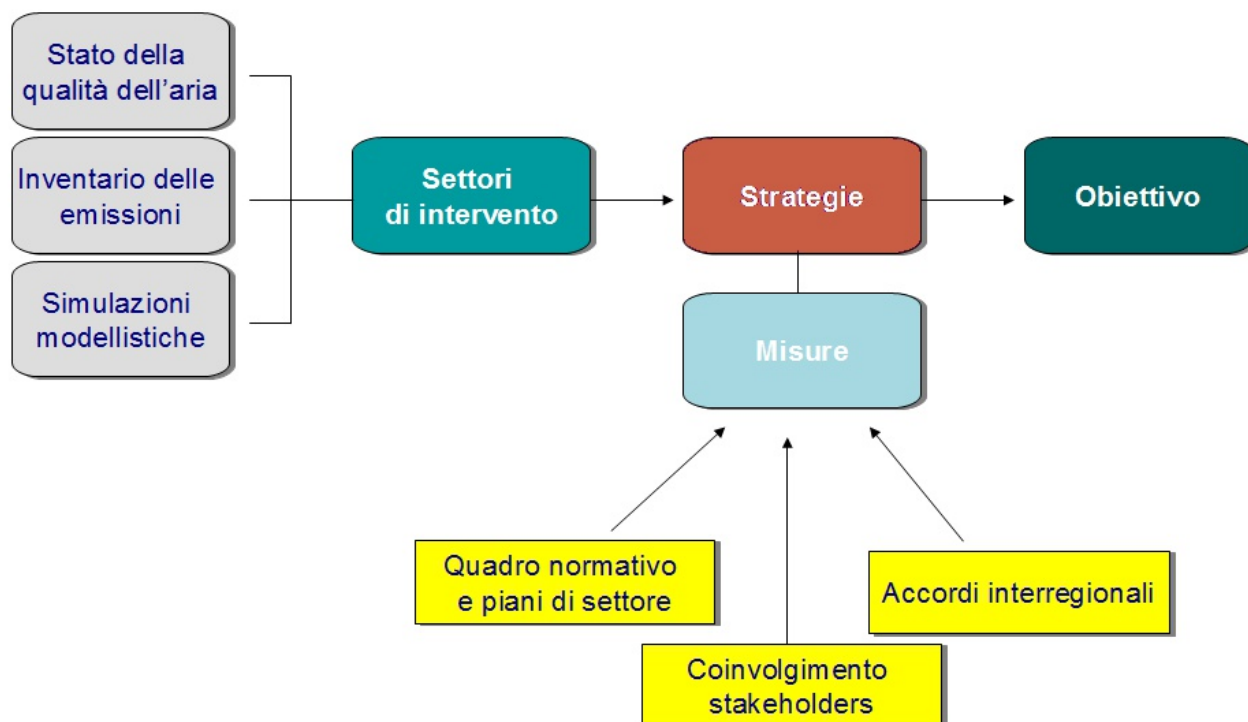 Stato della
qualità dell'aria
Inventario delle
emissioni
Simulazioni
modellistiche
Settori
di intervento
Strategie
Obiettivo
Misure
Quadro normativo
e piani di settore
Accordi interregionali
Coinvolgimento
stakeholders